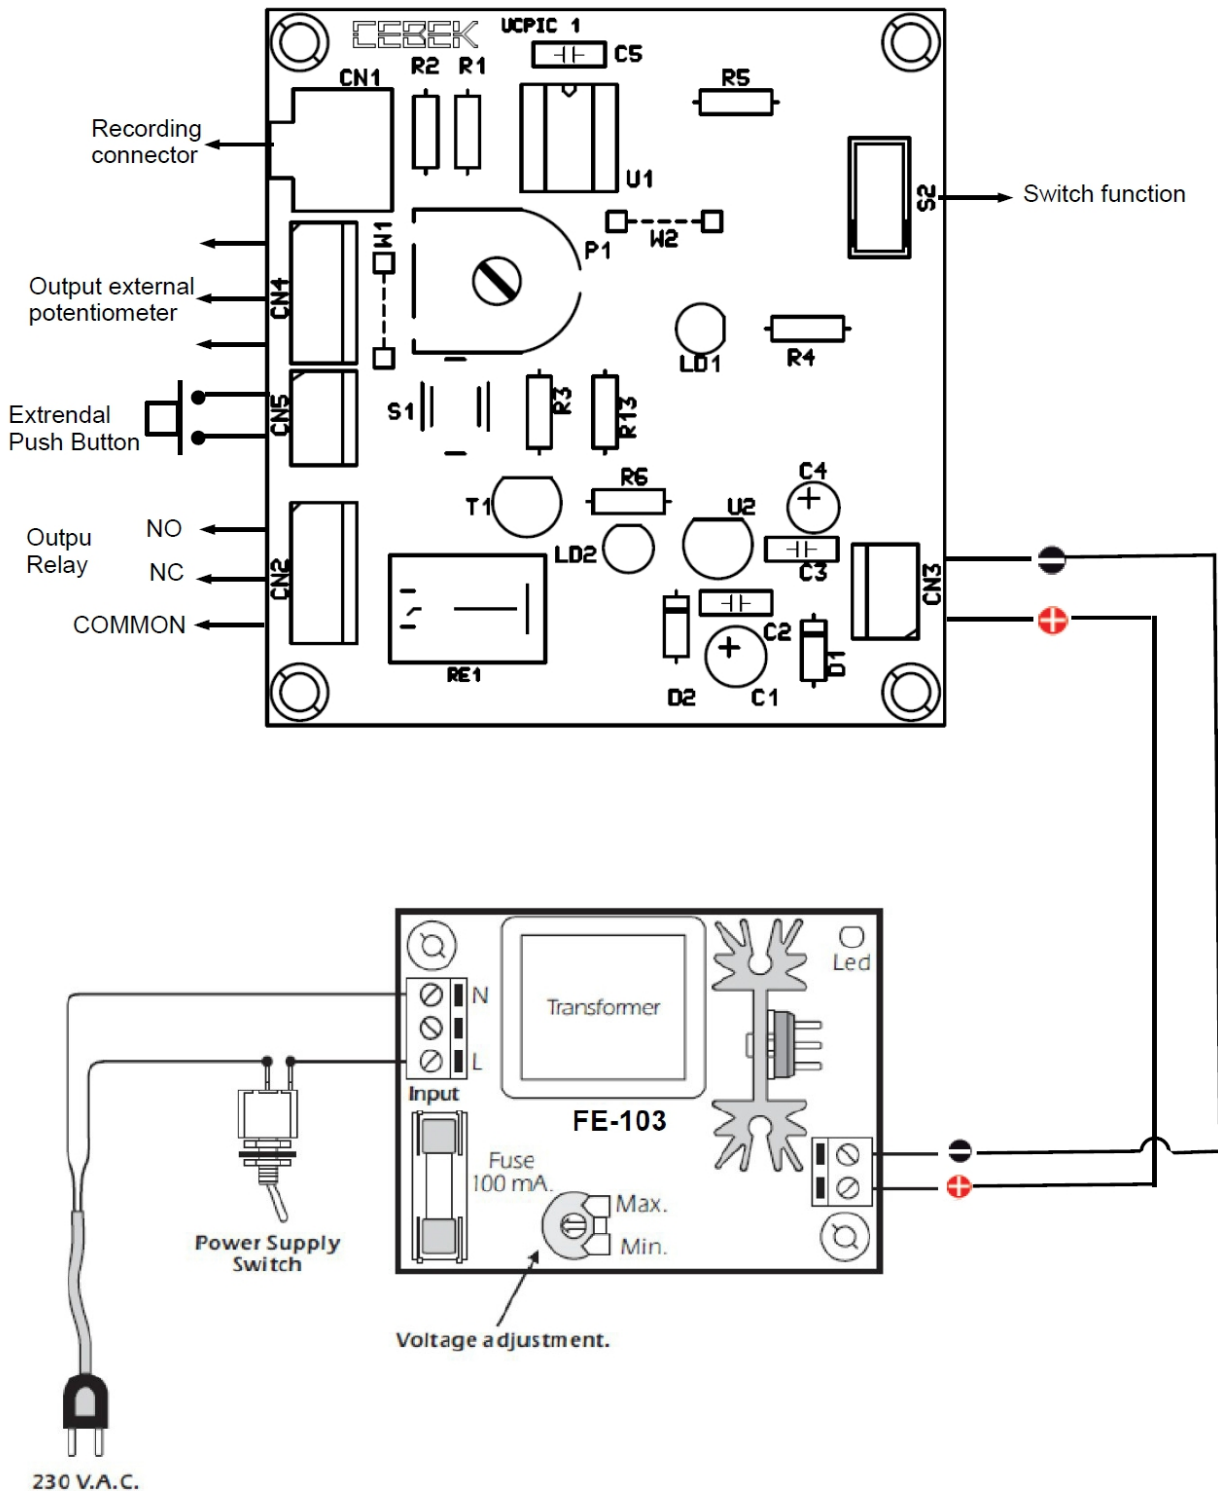 CEBEK
UCPIC 1
C5
R2
R1
R5
CN1
Recording
connector
U1
S2
Switch function
W1
W2
P1
Output external
potentiometer
CN4
LD1
R4
Extrendal
Push Button
CN5
S1
R3
R13
T1
R6
C4
U2
NO
Outpu
Relay
NC
COMMON
CN2
LD2
C3
CN3
C2
RE1
D2
C1
D1
Led
N
Transformer
L
Input
FE-103
Fuse
100 mA.
Max.
Min.
Power Supply
Switch
Voltage adjustment.
230 V.A.C.